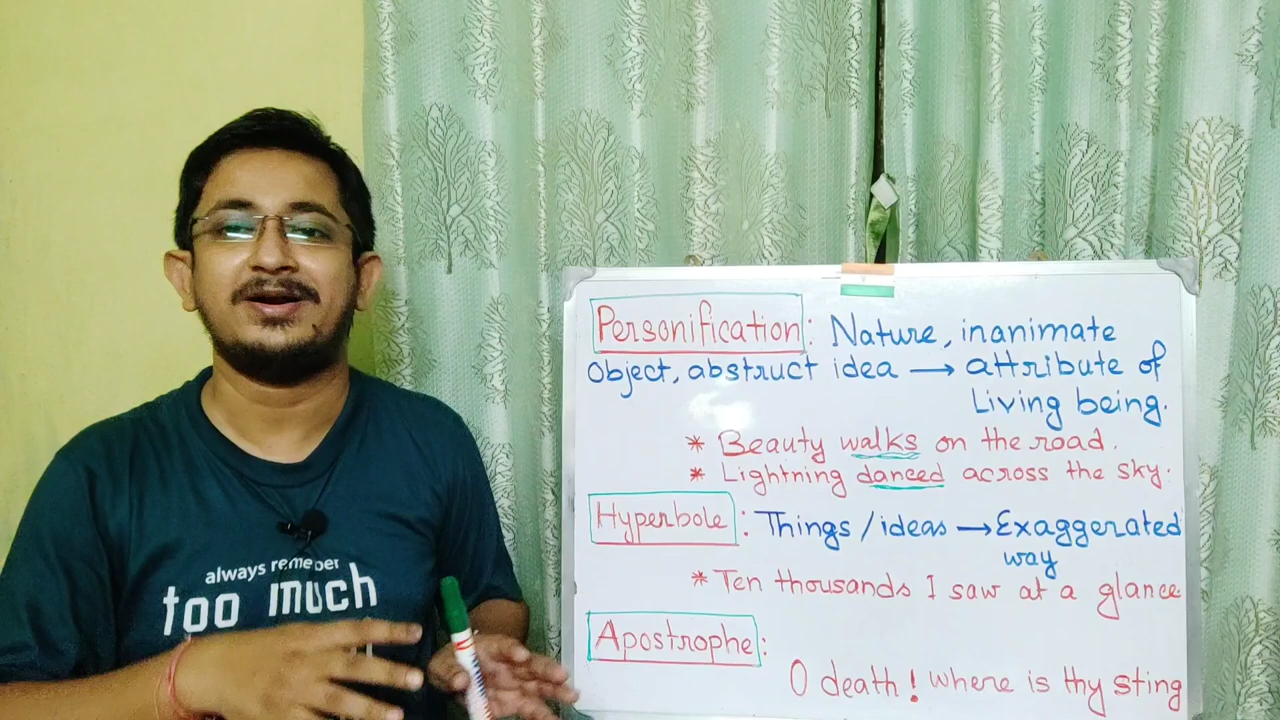 always remember
too much
Personification: Nature, inanimate
Object, abstruct idea → attribute of
Living being.
* Beauty walks on the road.
* Lightning danced across the sky.
Hyperbole: Things / ideas → Exaggerated
way
* Ten thousands I saw at a glance
Apostrophe:
O death! where is thy sting